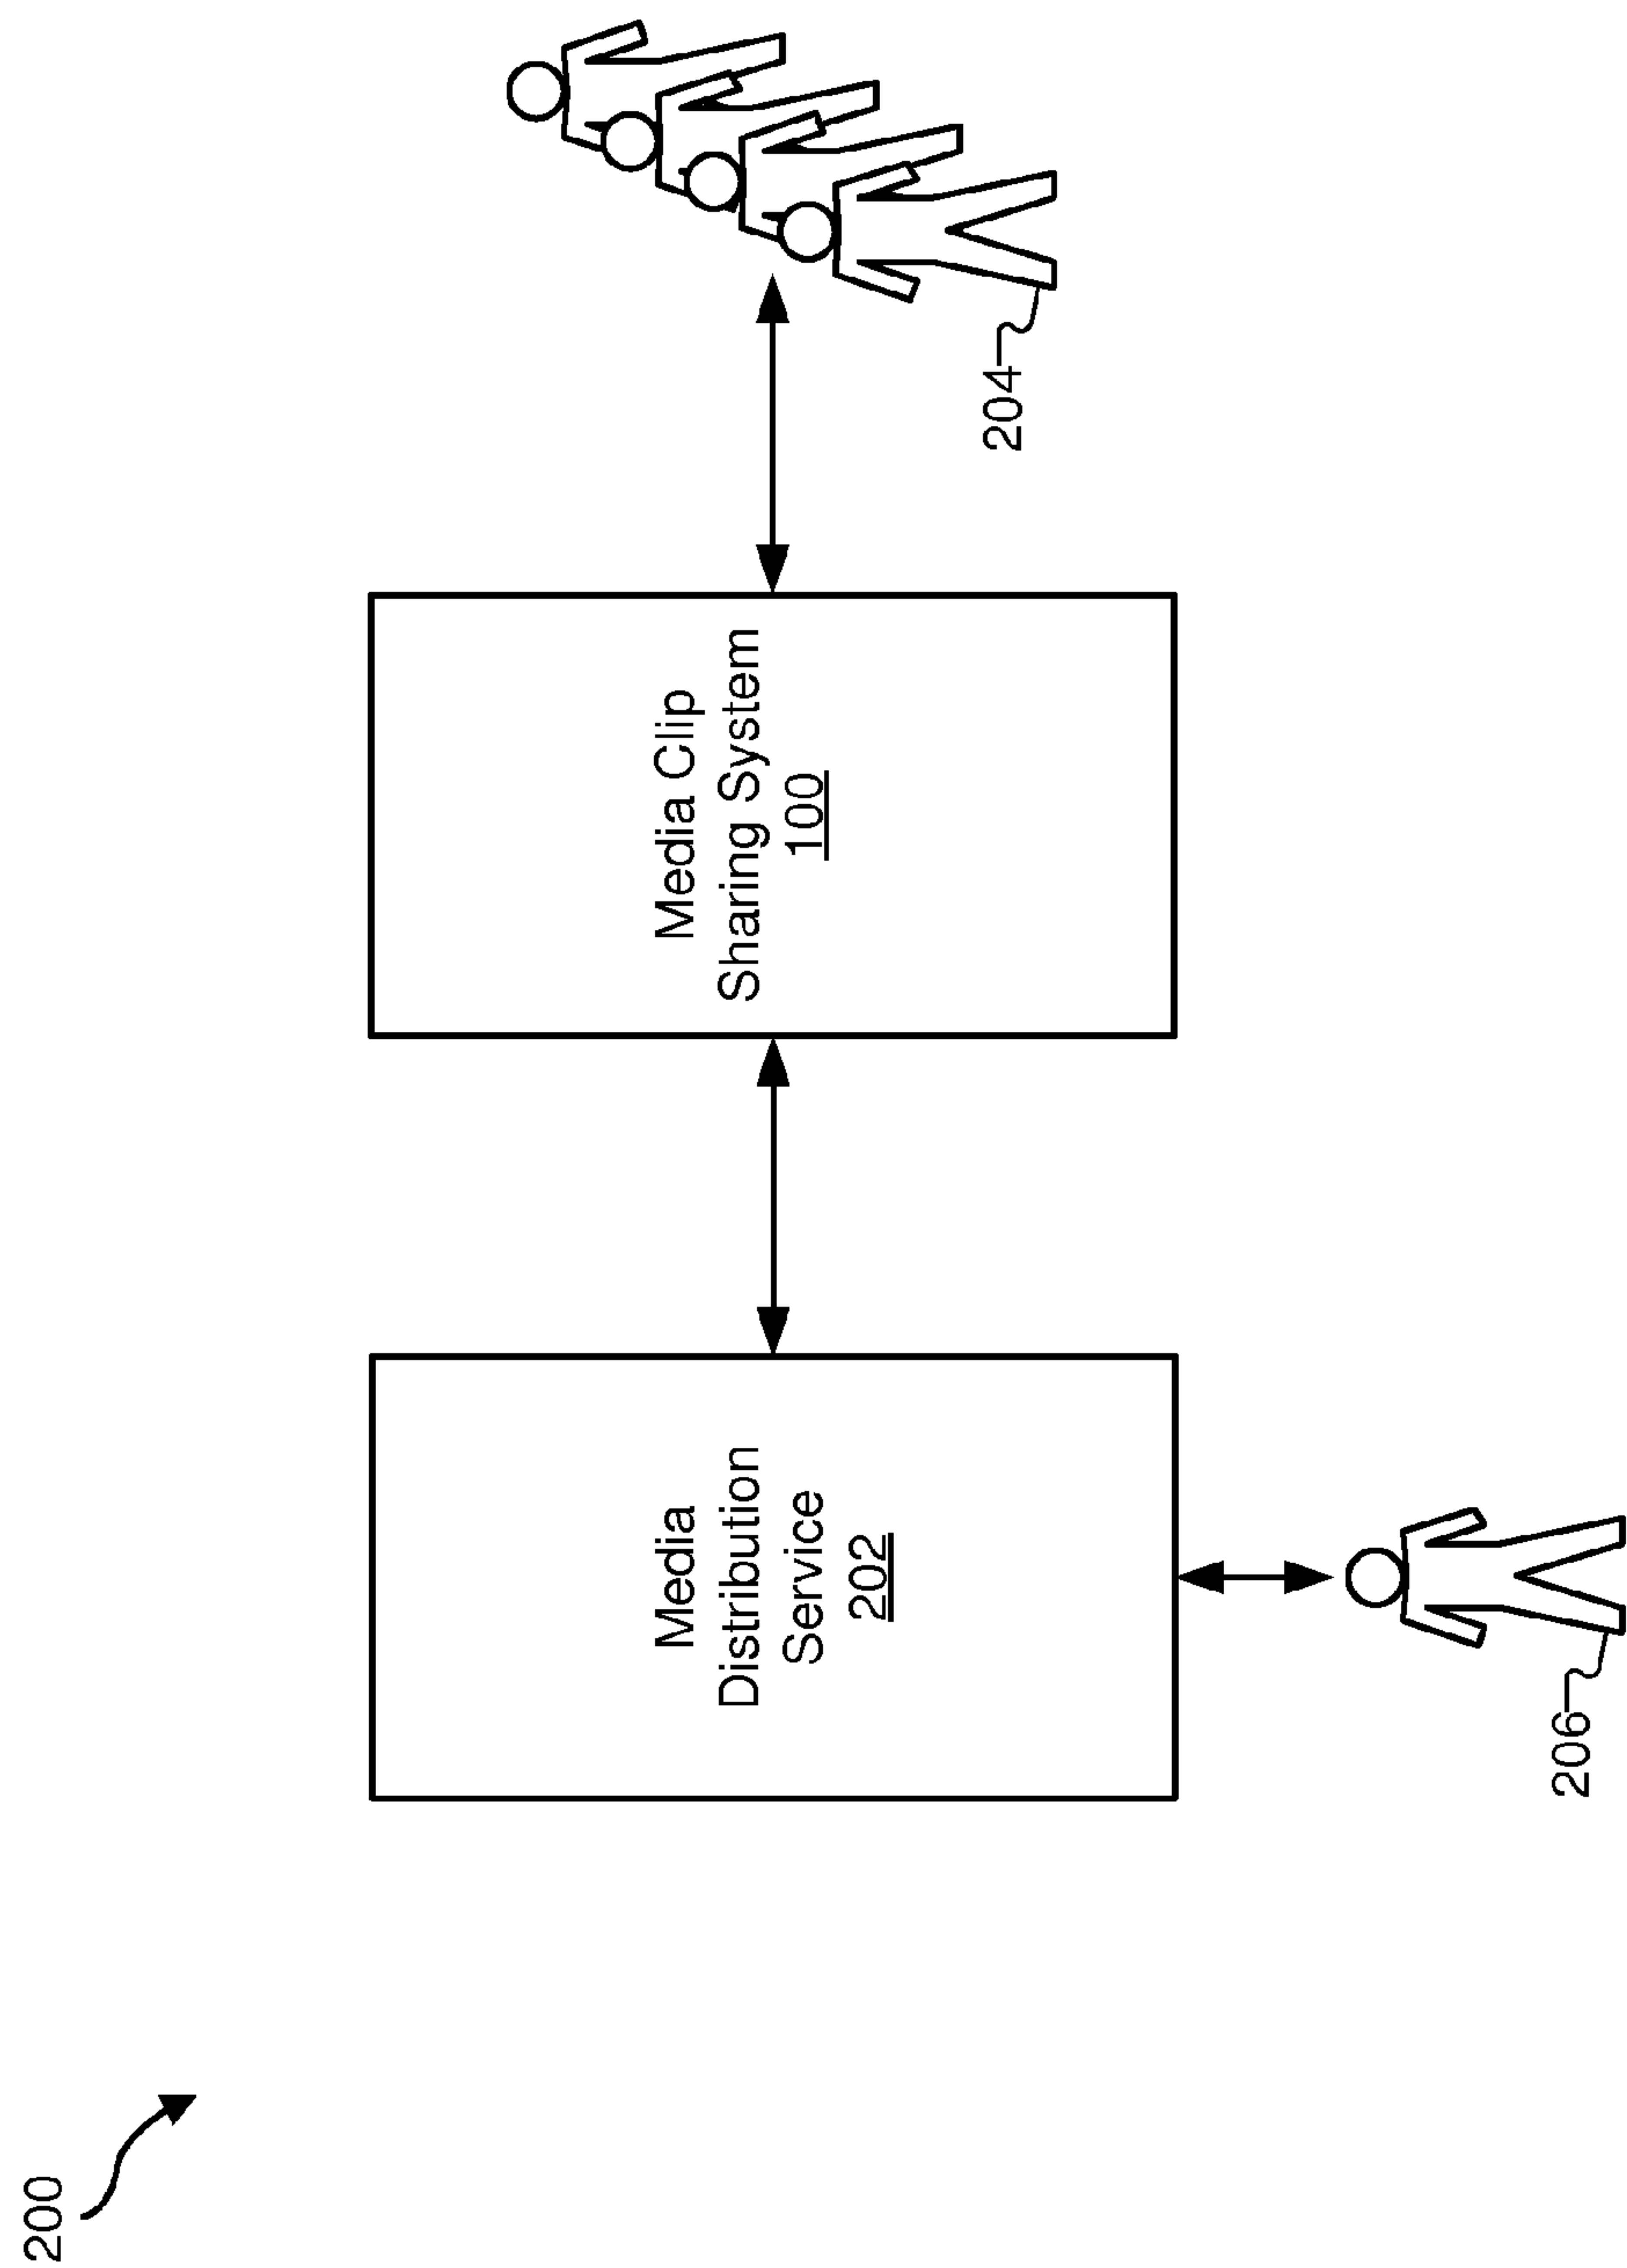 200
Media
Distribution
Service
202
Media Clip
Sharing System
100
206
204